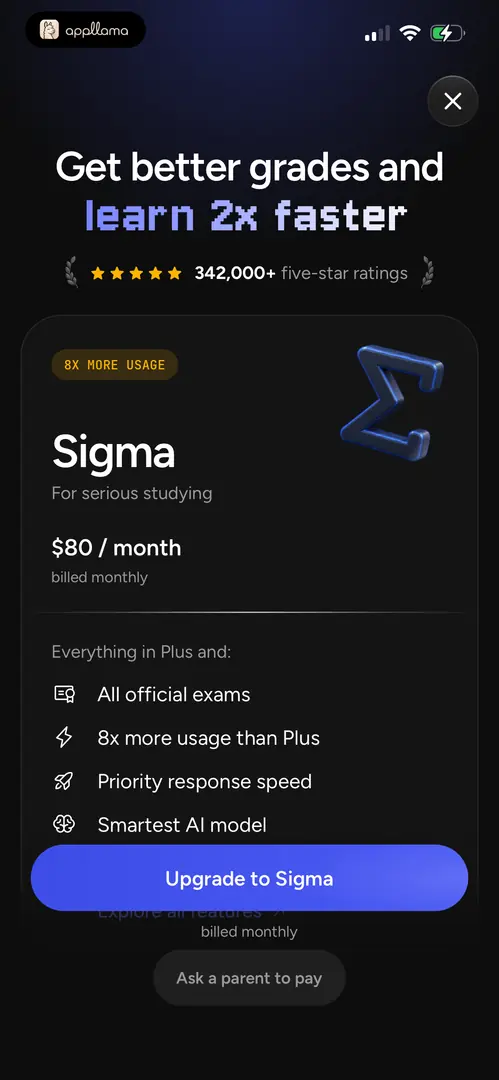 appllama
Get better grades and
learn 2x faster
342,000+ five-star ratings
8X MORE USAGE
Sigma
For serious studying
$80 / month
billed monthly
Everything in Plus and:
All official exams
8x more usage than Plus
Priority response speed
Smartest AI model
Upgrade to Sigma
Explore all features
billed monthly
Ask a parent to pay